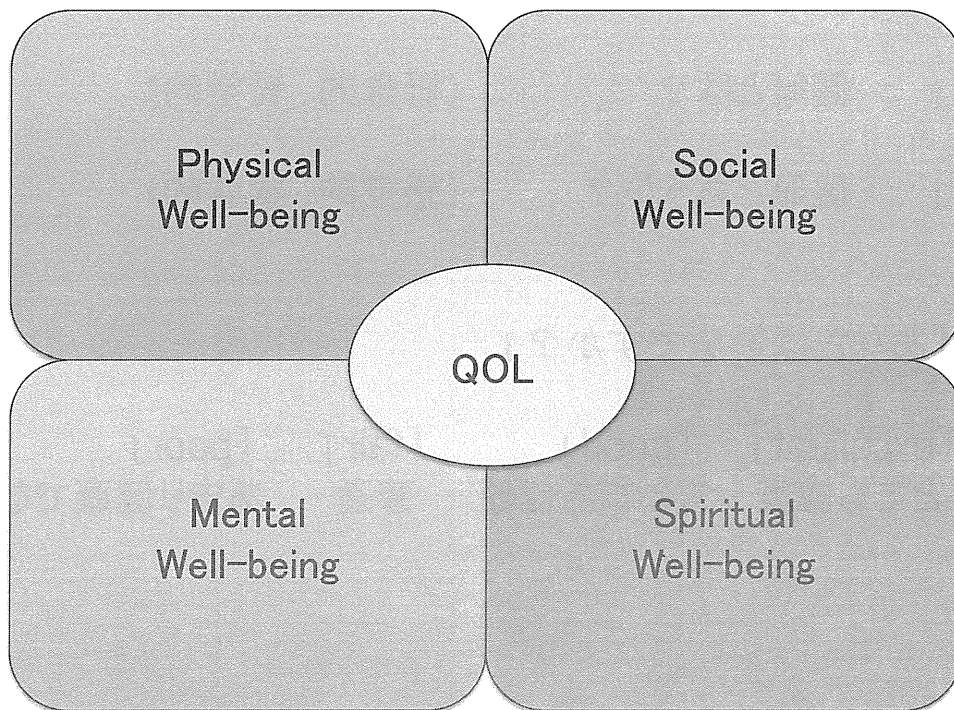 Physical
Well-being
Social
Well-being
QOL
Mental
Well-being
Spiritual
Well-being